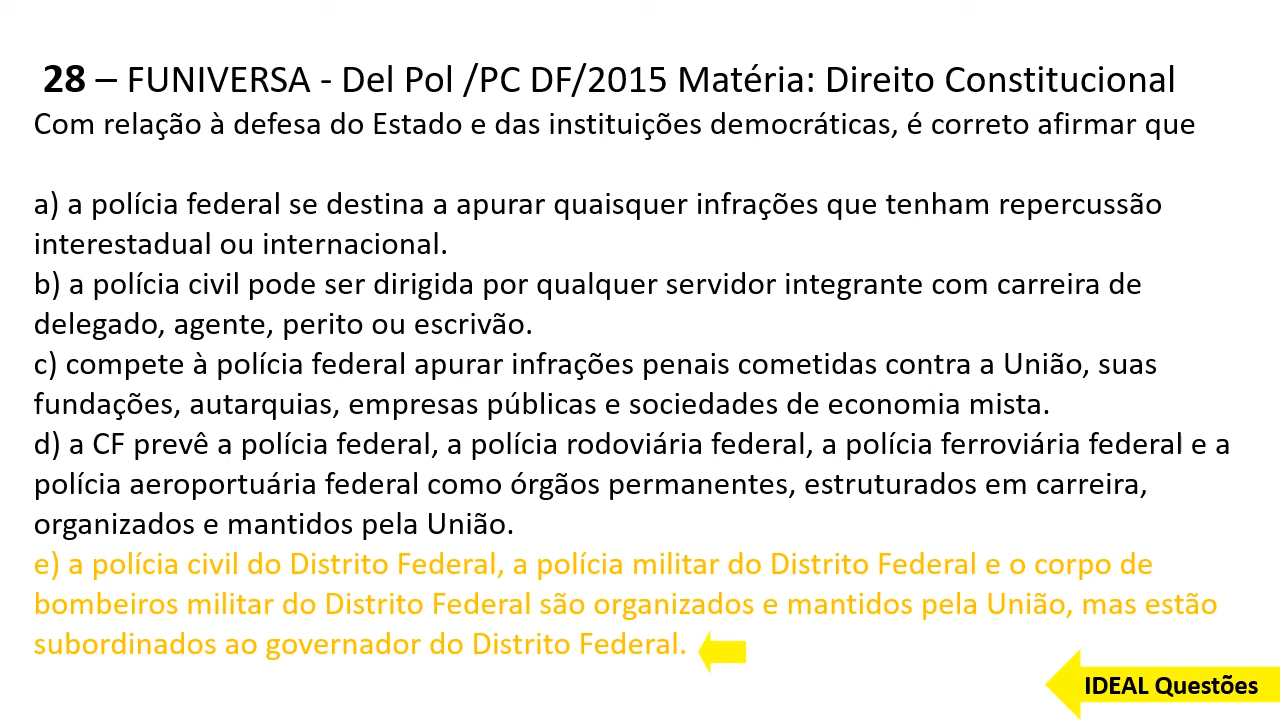 28 – FUNIVERSA - Del Pol /PC DF/2015 Matéria: Direito Constitucional
Com relação à defesa do Estado e das instituições democráticas, é correto afirmar que
a) a polícia federal se destina a apurar quaisquer infrações que tenham repercussão
interestadual ou internacional.
b) a polícia civil pode ser dirigida por qualquer servidor integrante com carreira de
delegado, agente, perito ou escrivão.
c) compete à polícia federal apurar infrações penais cometidas contra a União, suas
fundações, autarquias, empresas públicas e sociedades de economia mista.
d) a CF prevê a polícia federal, a polícia rodoviária federal, a polícia ferroviária federal e a
polícia aeroportuária federal como órgãos permanentes, estruturados em carreira,
organizados e mantidos pela União.
e) a polícia civil do Distrito Federal, a polícia militar do Distrito Federal e o corpo de
bombeiros militar do Distrito Federal são organizados e mantidos pela União, mas estão
subordinados ao governador do Distrito Federal.
IDEAL Questões